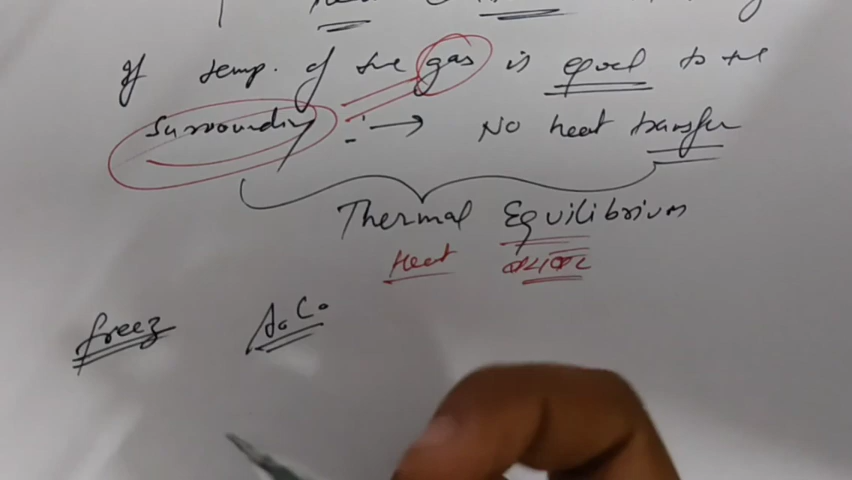 If temp. of the gas is equal to the
Surrounding → No heat transfer
Thermal Equilibrium
Heat
freez A.C.